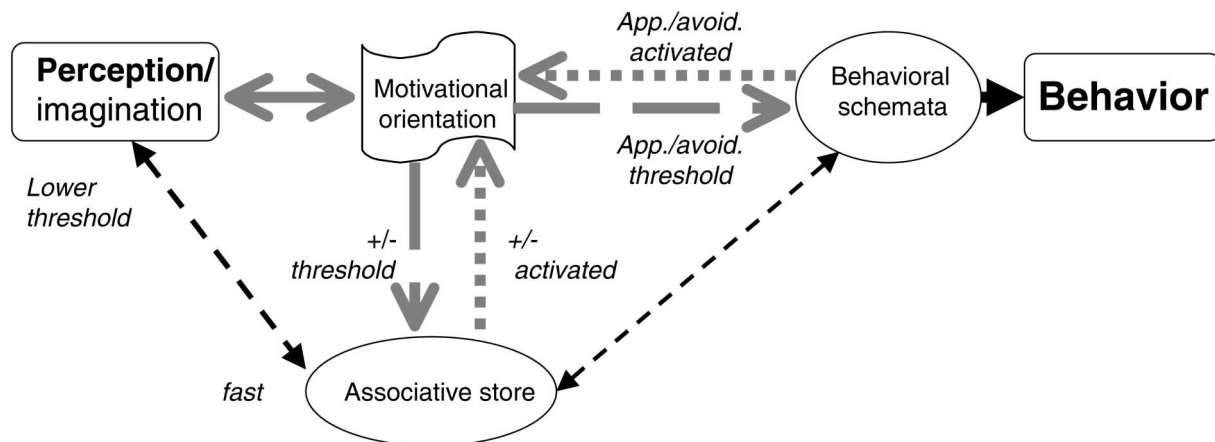 Perception/
imagination
Motivational
orientation
App./avoid.
activated
App./avoid.
threshold
Behavioral
schemata
Behavior
Lower
threshold
+/-
threshold
+/-
activated
fast
Associative store